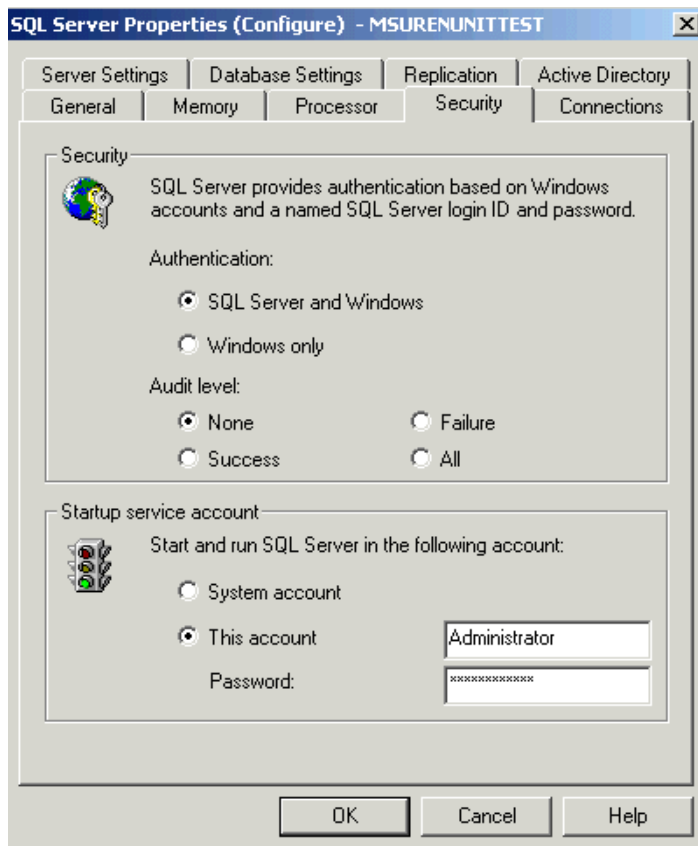 SQL Server Properties (Configure) - MSURENUNITTEST
Server Settings
Database Settings
Replication
Active Directory
General
Memory
Processor
Security
Connections
Security
SQL Server provides authentication based on Windows
accounts and a named SQL Server login ID and password.
Authentication:
SQL Server and Windows
Windows only
Audit level:
None
Failure
Success
All
Startup service account
Start and run SQL Server in the following account:
System account
This account
Administrator
Password:
************
OK
Cancel
Help